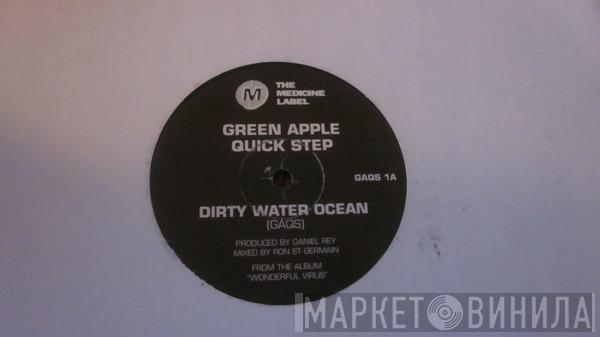 M
THE
MEDICINE
LABEL
GREEN APPLE
QUICK STEP
GAQS 1A
DIRTY WATER OCEAN
(GAQS)
PRODUCED BY DANIEL REY
MIXED BY RON ST GERMAIN
FROM THE ALBUM
"WONDERFUL VIRUS"
МАРКЕТ ВИНИЛА